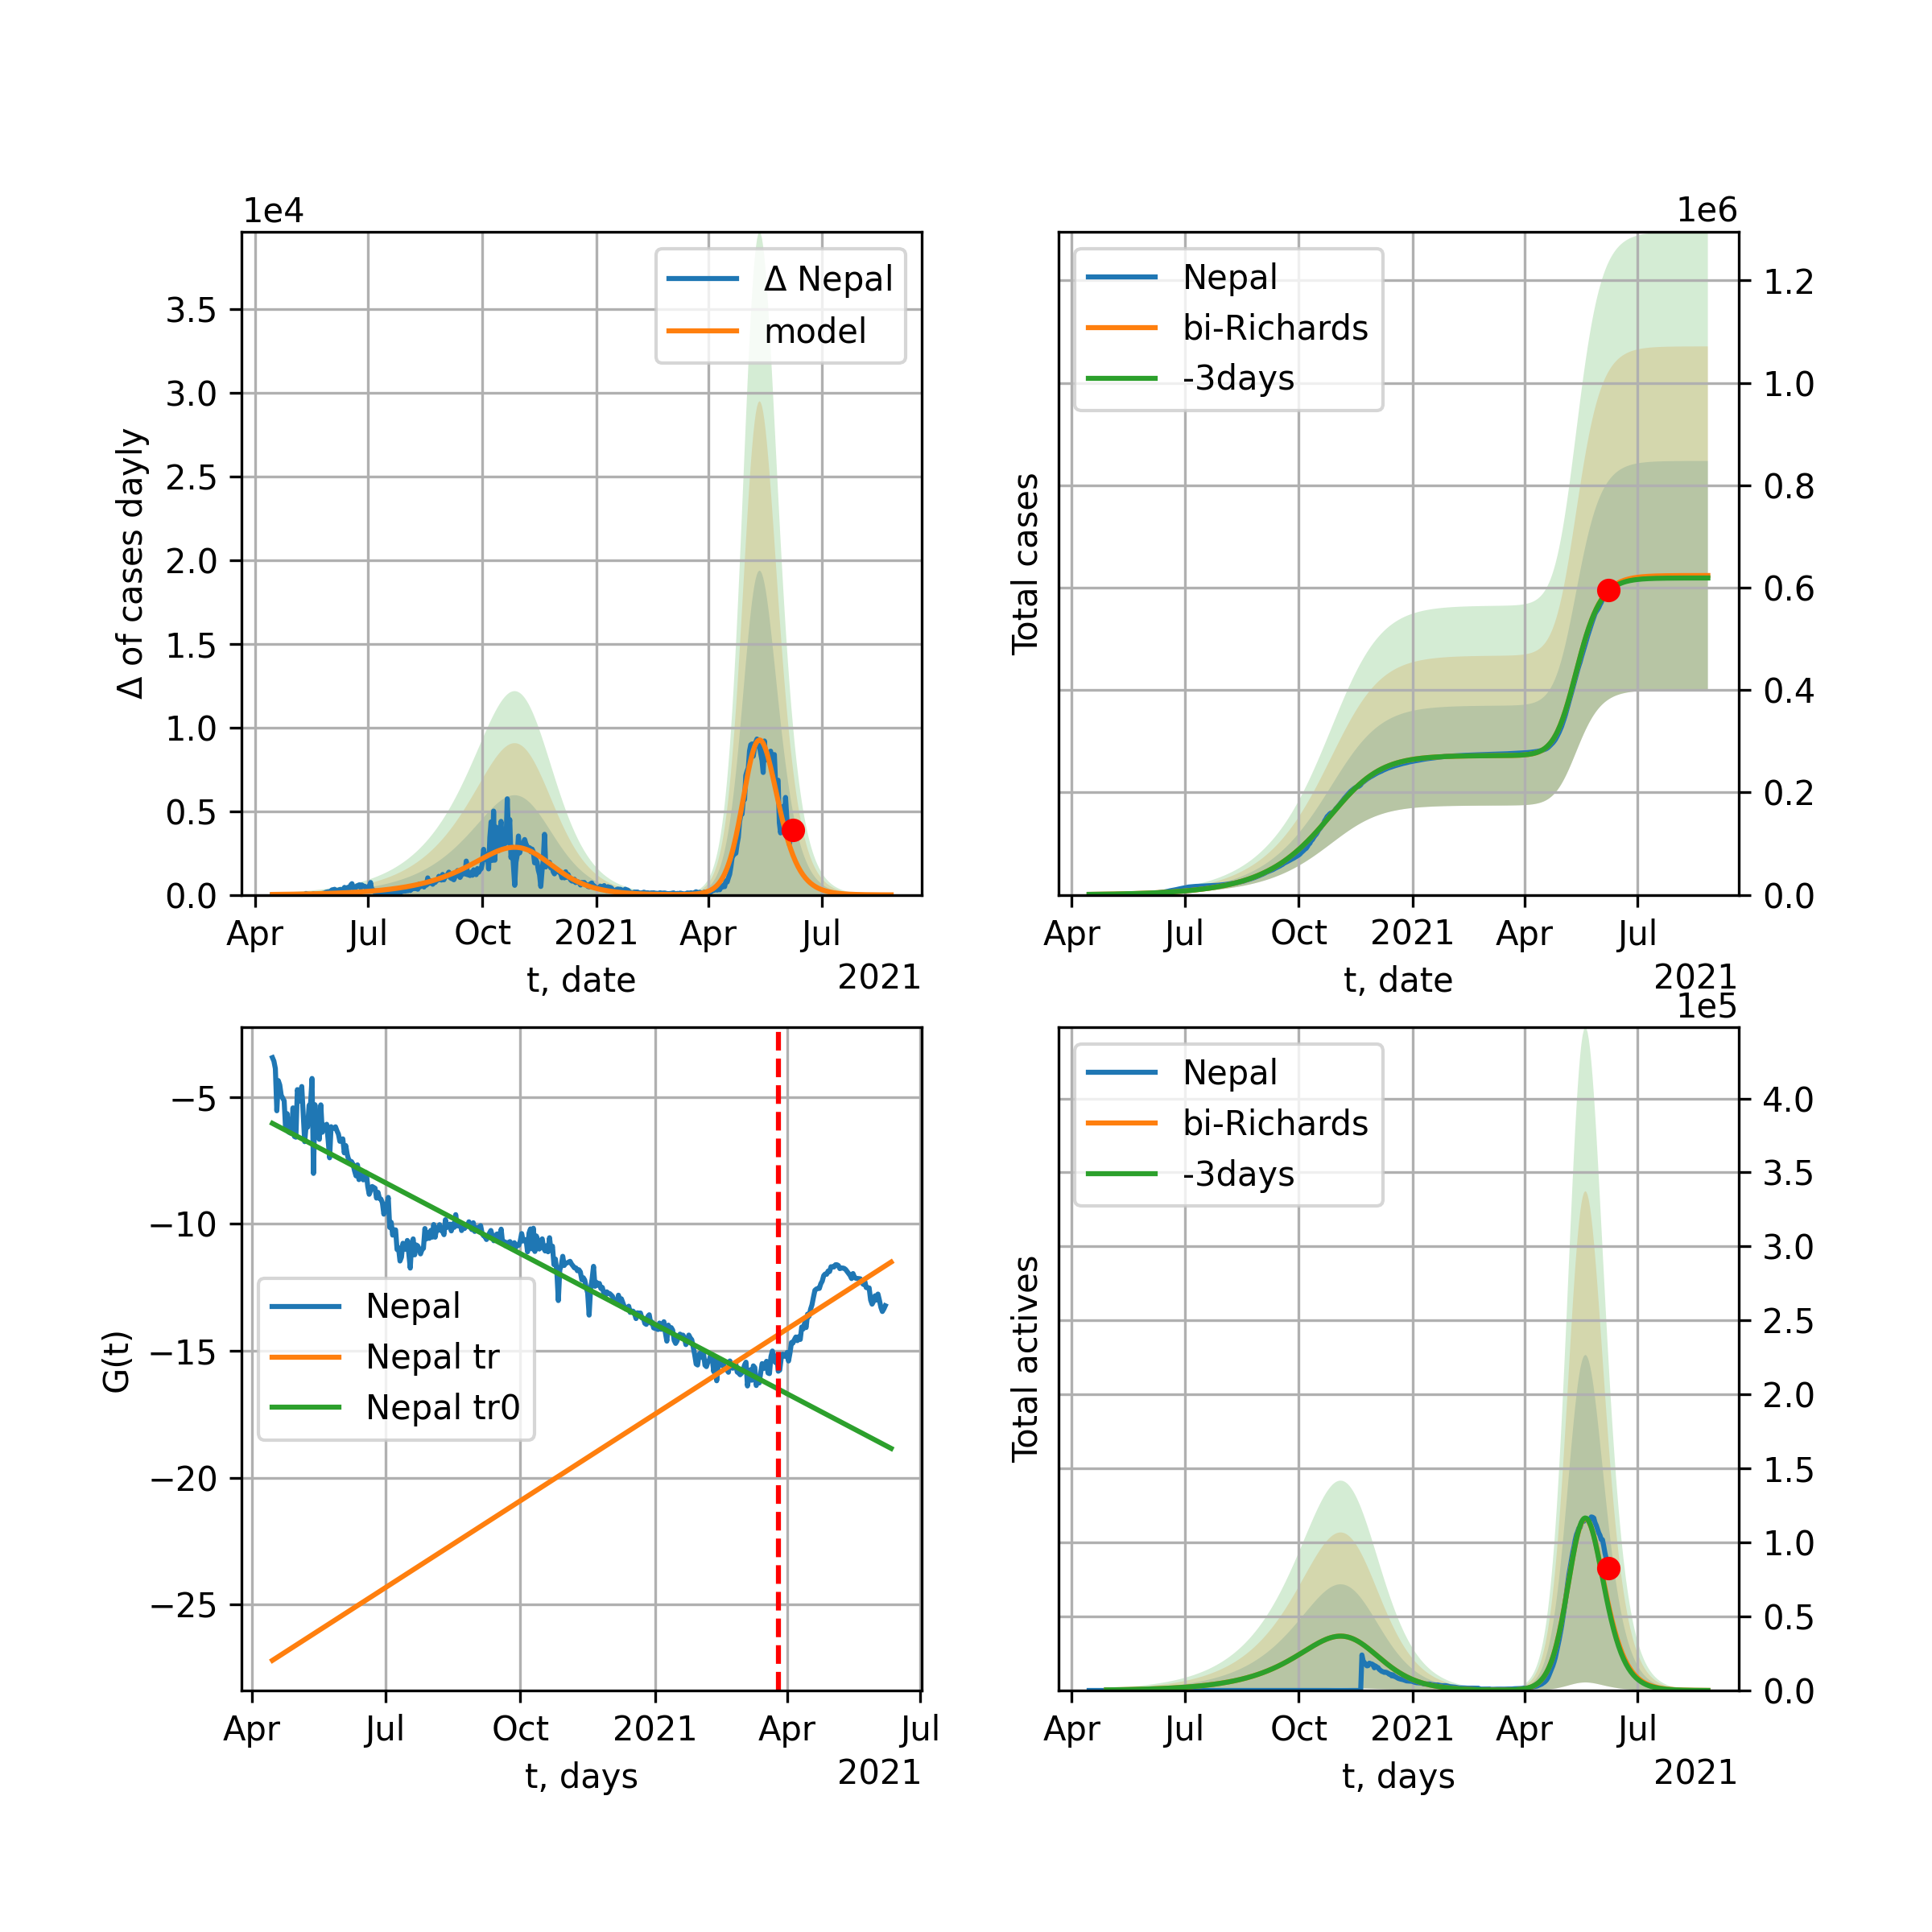 1e4
Δ of cases dayly
3.5
3.0
2.5
2.0
1.5
1.0
0.5
0.0
Δ Nepal
model
Apr Jul Oct 2021 Apr Jul
t, date
2021
1e6
Total cases
Nepal
bi-Richards
-3days
1.2
1.0
0.8
0.6
0.4
0.2
0.0
Apr Jul Oct 2021 Apr Jul
t, date
2021
G(t)
−5
−10
−15
−20
−25
Nepal
Nepal tr
Nepal tr0
Apr Jul Oct 2021 Apr Jul
t, days
2021
1e5
Total actives
Nepal
bi-Richards
-3days
4.0
3.5
3.0
2.5
2.0
1.5
1.0
0.5
0.0
Apr Jul Oct 2021 Apr Jul
t, days
2021